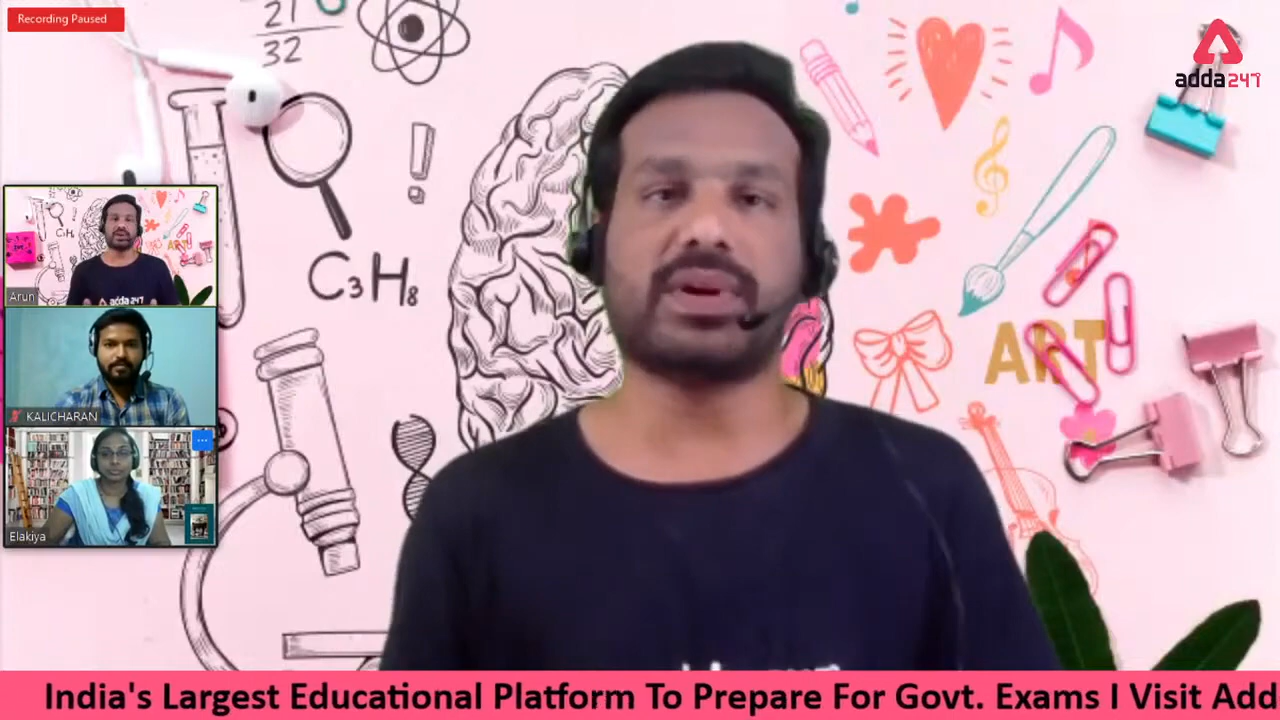 Recording Paused
21
32
adda247
C3H8
ART
Arun
adda247
KALICHARAN
Elakiya
India's Largest Educational Platform To Prepare For Govt. Exams I Visit Add